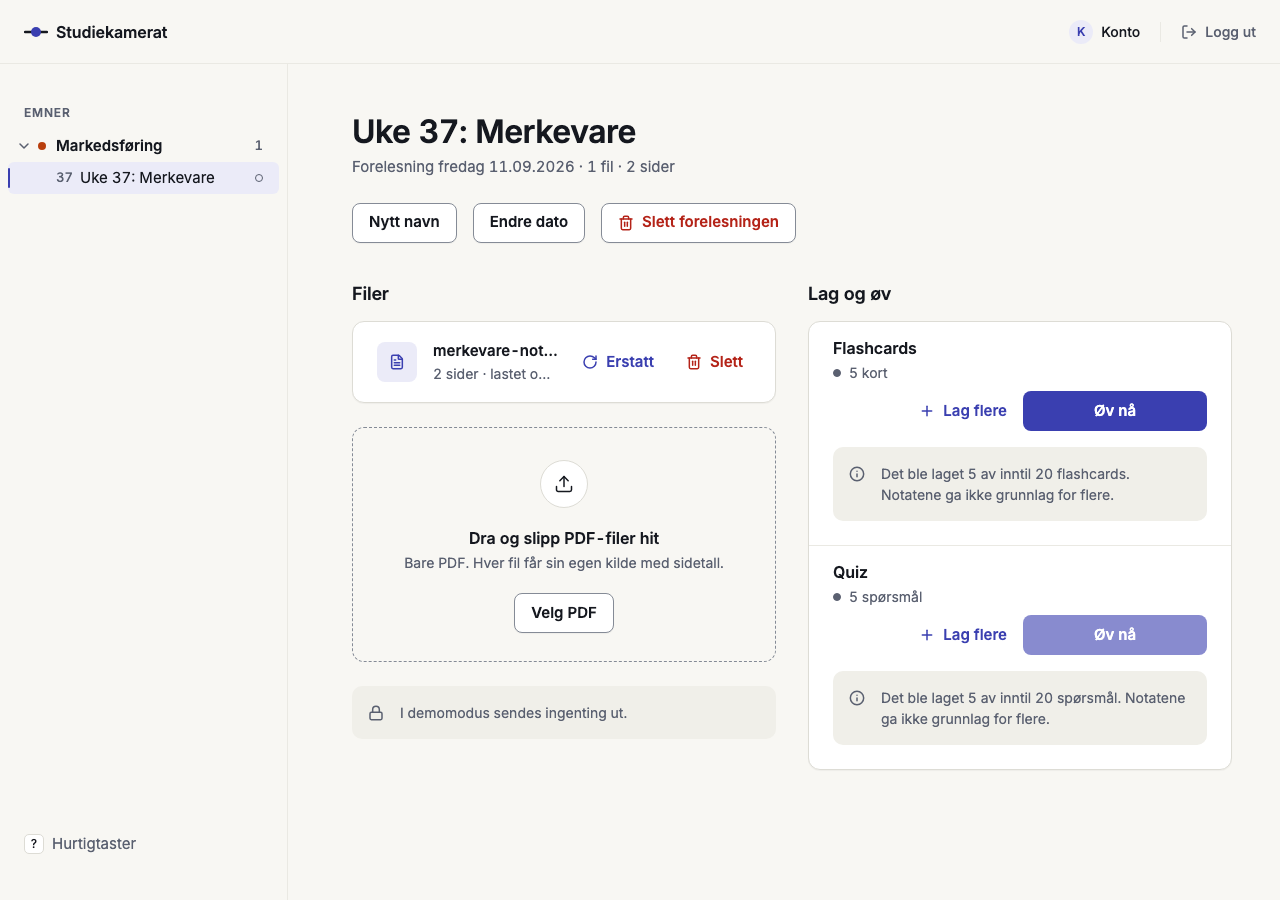 Studiekamerat
K Konto
Logg ut
EMNER
Markedsføring 1
37 Uke 37: Merkevare
? Hurtigtaster
Uke 37: Merkevare
Forelesning fredag 11.09.2026 · 1 fil · 2 sider
Nytt navn
Endre dato
Slett forelesningen
Filer
merkevare-not...
2 sider · lastet o...
Erstatt
Slett
Dra og slipp PDF-filer hit
Bare PDF. Hver fil får sin egen kilde med sidetall.
Velg PDF
I demomodus sendes ingenting ut.
Lag og øv
Flashcards
5 kort
Lag flere
Øv nå
Det ble laget 5 av inntil 20 flashcards.
Notatene ga ikke grunnlag for flere.
Quiz
5 spørsmål
Lag flere
Øv nå
Det ble laget 5 av inntil 20 spørsmål. Notatene
ga ikke grunnlag for flere.